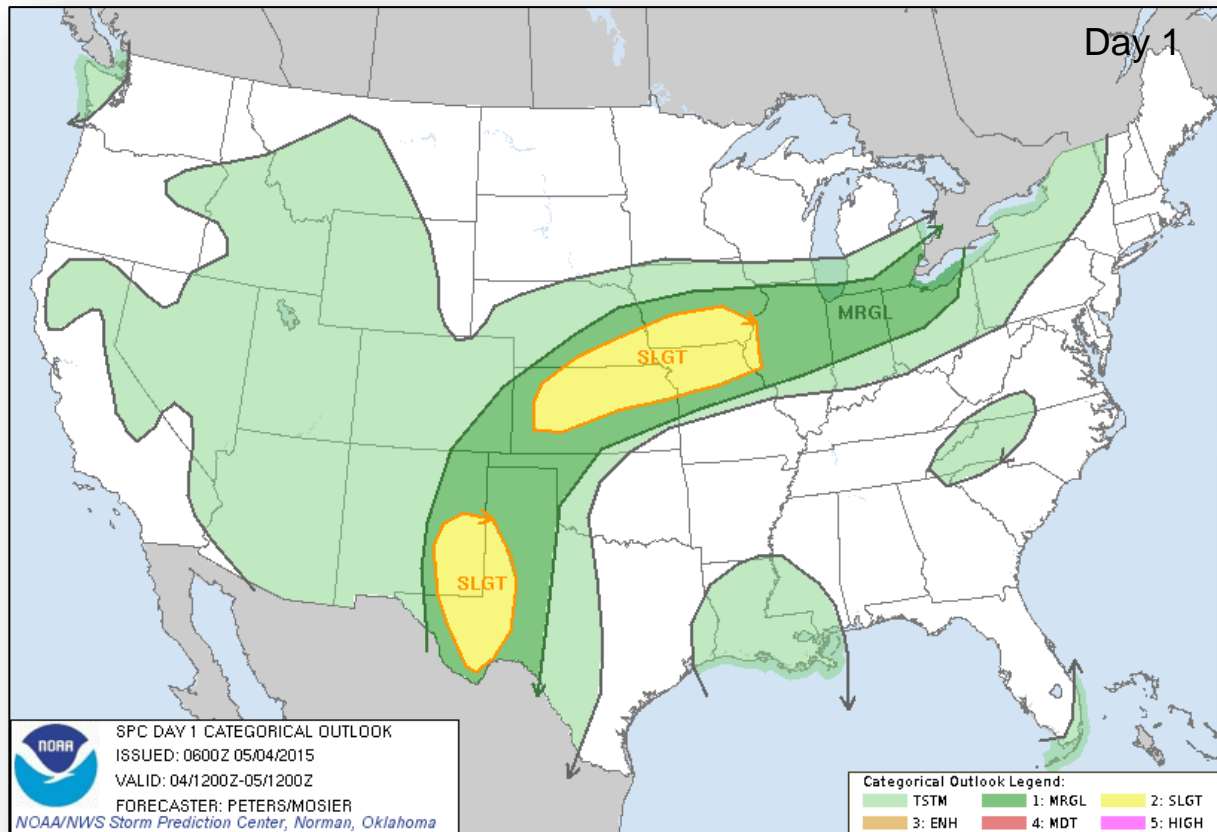 Day 1
MRGL
SLGT
SLGT
NOAA
SPC DAY 1 CATEGORICAL OUTLOOK
ISSUED: 0600Z 05/04/2015
VALID: 04/1200Z-05/1200Z
FORECASTER: PETERS/MOSIER
NOAA/NWS Storm Prediction Center, Norman, Oklahoma
Categorical Outlook Legend:
TSTM 1: MRGL 2: SLGT
3: ENH 4: MDT 5: HIGH